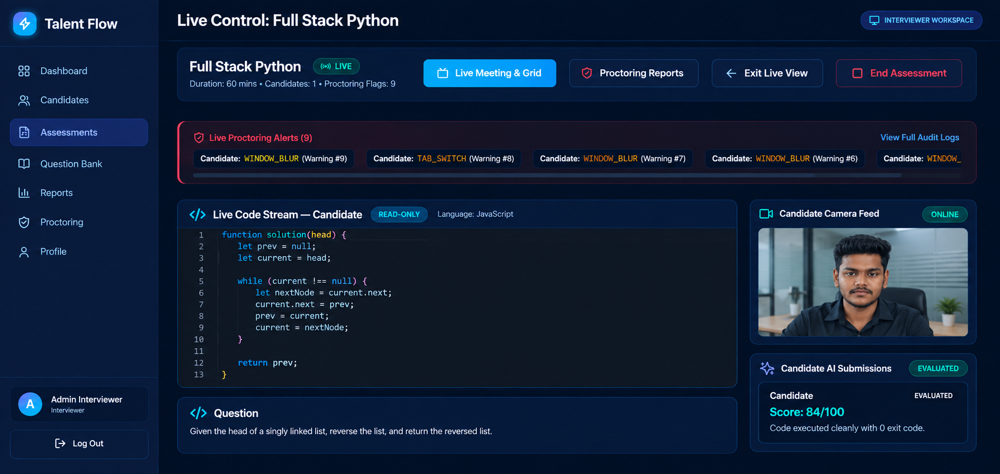 Talent Flow
Dashboard
Candidates
Assessments
Question Bank
Reports
Proctoring
Profile
A
Admin Interviewer
Interviewer
Log Out
Live Control: Full Stack Python
INTERVIEWER WORKSPACE
Full Stack Python
LIVE
Duration: 60 mins • Candidates: 1 • Proctoring Flags: 9
Live Meeting & Grid
Proctoring Reports
Exit Live View
End Assessment
Live Proctoring Alerts (9)
View Full Audit Logs
Candidate: WINDOW_BLUR (Warning #9)
Candidate: TAB_SWITCH (Warning #8)
Candidate: WINDOW_BLUR (Warning #7)
Candidate: WINDOW_BLUR (Warning #6)
Candidate: WINDOW_
</> Live Code Stream — Candidate
READ-ONLY
Language: JavaScript
1 function solution(head) {
2     let prev = null;
3     let current = head;
4
5     while (current !== null) {
6         let nextNode = current.next;
7         current.next = prev;
8         prev = current;
9         current = nextNode;
10     }
11
12     return prev;
13 }
</> Question
Given the head of a singly linked list, reverse the list, and return the reversed list.
Candidate Camera Feed
ONLINE
Candidate AI Submissions
EVALUATED
Candidate
EVALUATED
Score: 84/100
Code executed cleanly with 0 exit code.